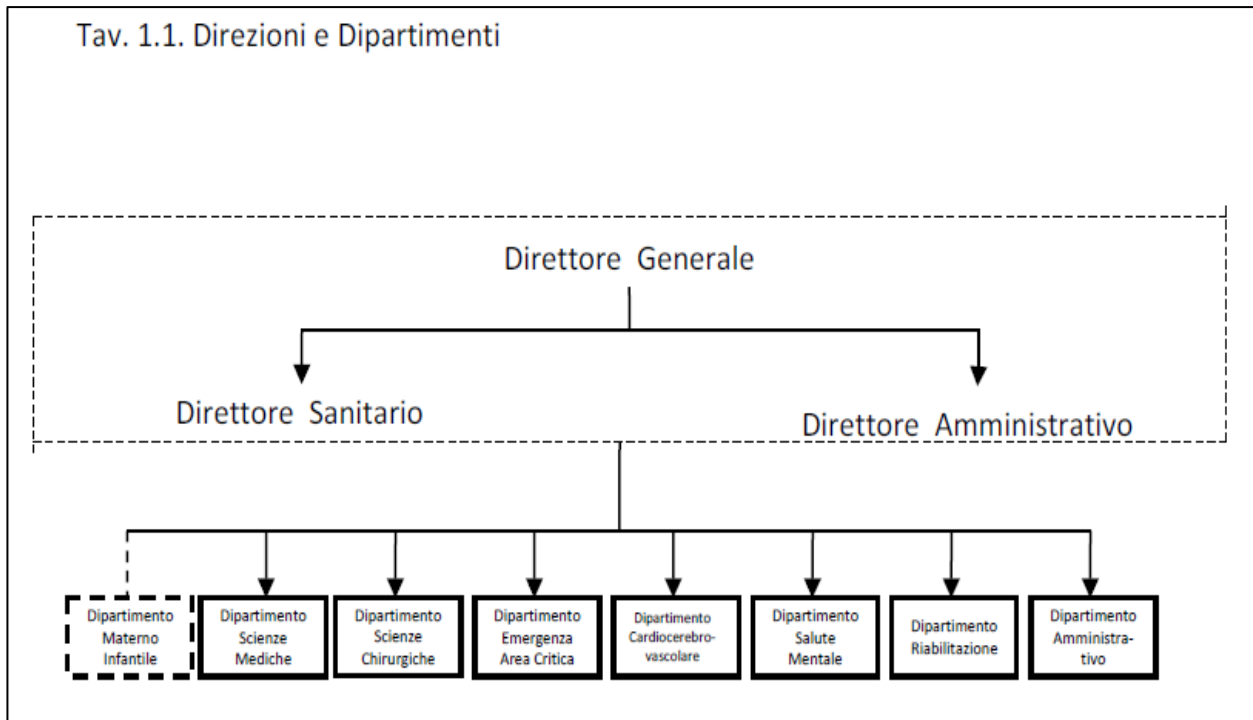 Tav. 1.1. Direzioni e Dipartimenti
Direttore Generale
Direttore Sanitario
Direttore Amministrativo
Dipartimento
Materno
Infantile
Dipartimento
Scienze
Mediche
Dipartimento
Scienze
Chirurgiche
Dipartimento
Emergenza
Area Critica
Dipartimento
Cardiocerebro-
vascolare
Dipartimento
Salute
Mentale
Dipartimento
Riabilitazione
Dipartimento
Amministra-
tivo